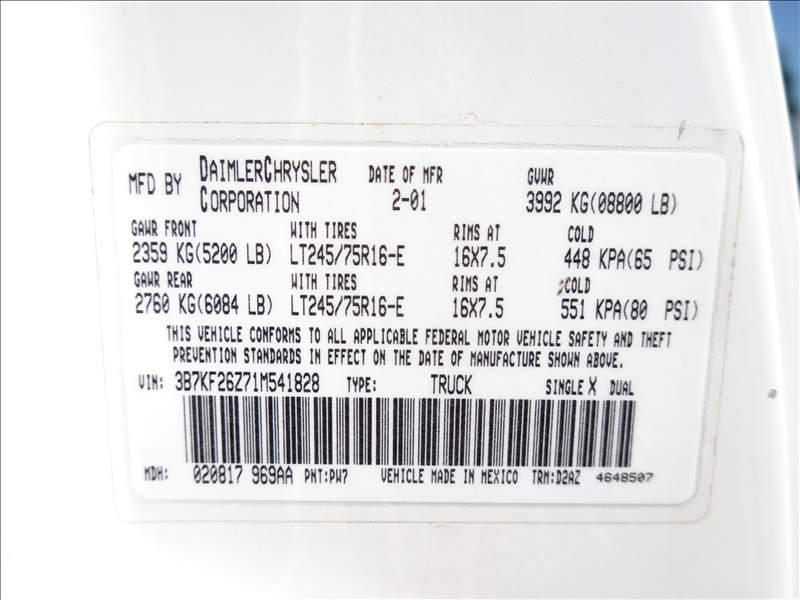 MFD BY DAIMLERCHRYSLER CORPORATION DATE OF MFR 2-01 GVWR 3992 KG(08800 LB)
GAWR FRONT WITH TIRES RIMS AT COLD
2359 KG(5200 LB) LT245/75R16-E 16X7.5 448 KPA(65 PSI)
GAWR REAR WITH TIRES RIMS AT COLD
2760 KG(6084 LB) LT245/75R16-E 16X7.5 551 KPA(80 PSI)
THIS VEHICLE CONFORMS TO ALL APPLICABLE FEDERAL MOTOR VEHICLE SAFETY AND THEFT
PREVENTION STANDARDS IN EFFECT ON THE DATE OF MANUFACTURE SHOWN ABOVE.
VIN: 3B7KF26Z71M541828 TYPE: TRUCK SINGLE X DUAL
MDH: 020817 969AA PNT:PW7 VEHICLE MADE IN MEXICO TRM:D2AZ 4648507